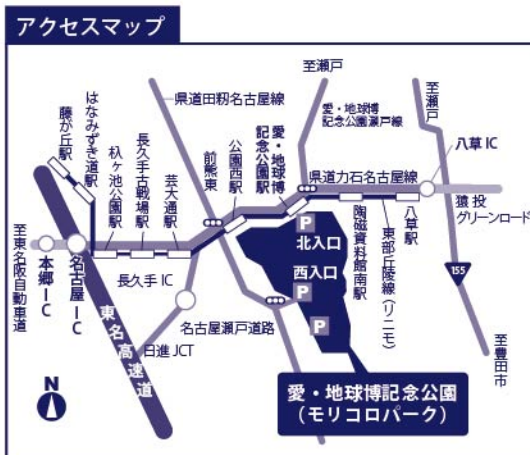 アクセスマップ
至瀬戸
至瀬戸
県道田籾名古屋線
愛・地球博
記念公園瀬戸線
八草IC
はなみずき道駅
藤が丘駅
杁ヶ池公園駅
長久手古戦場駅
芸大通駅
前熊東
公園西駅
愛・地球博
記念公園駅
県道力石名古屋線
猿投
グリーンロード
P
北入口
陶磁資料館南駅
東部丘陵線(リニモ)
八草駅
西入口
P
P
至東名阪自動車道
本郷IC
名古屋IC
長久手IC
東名高速道
名古屋瀬戸道路
日進JCT
155
至豊田市
N
愛・地球博記念公園
(モリコロパーク)